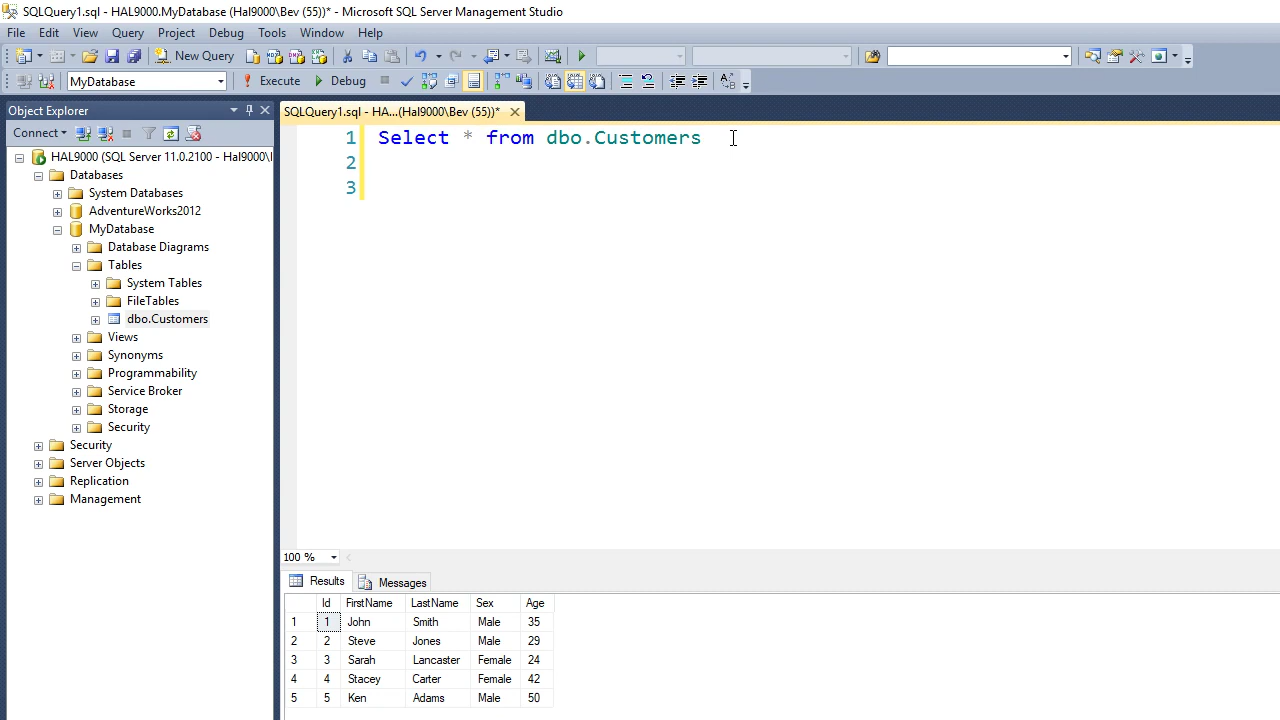 SQLQuery1.sql - HAL9000.MyDatabase (Hal9000\Bev (55))* - Microsoft SQL Server Management Studio
File Edit View Query Project Debug Tools Window Help
New Query
MyDatabase Execute Debug
Object Explorer
SQLQuery1.sql - HA...(Hal9000\Bev (55))*
Connect
HAL9000 (SQL Server 11.0.2100 - Hal9000\
Databases
System Databases
AdventureWorks2012
MyDatabase
Database Diagrams
Tables
System Tables
FileTables
dbo.Customers
Views
Synonyms
Programmability
Service Broker
Storage
Security
Security
Server Objects
Replication
Management
1 Select * from dbo.Customers
2
3
100 %
Results Messages
Id FirstName LastName Sex Age
1 1 John Smith Male 35
2 2 Steve Jones Male 29
3 3 Sarah Lancaster Female 24
4 4 Stacey Carter Female 42
5 5 Ken Adams Male 50